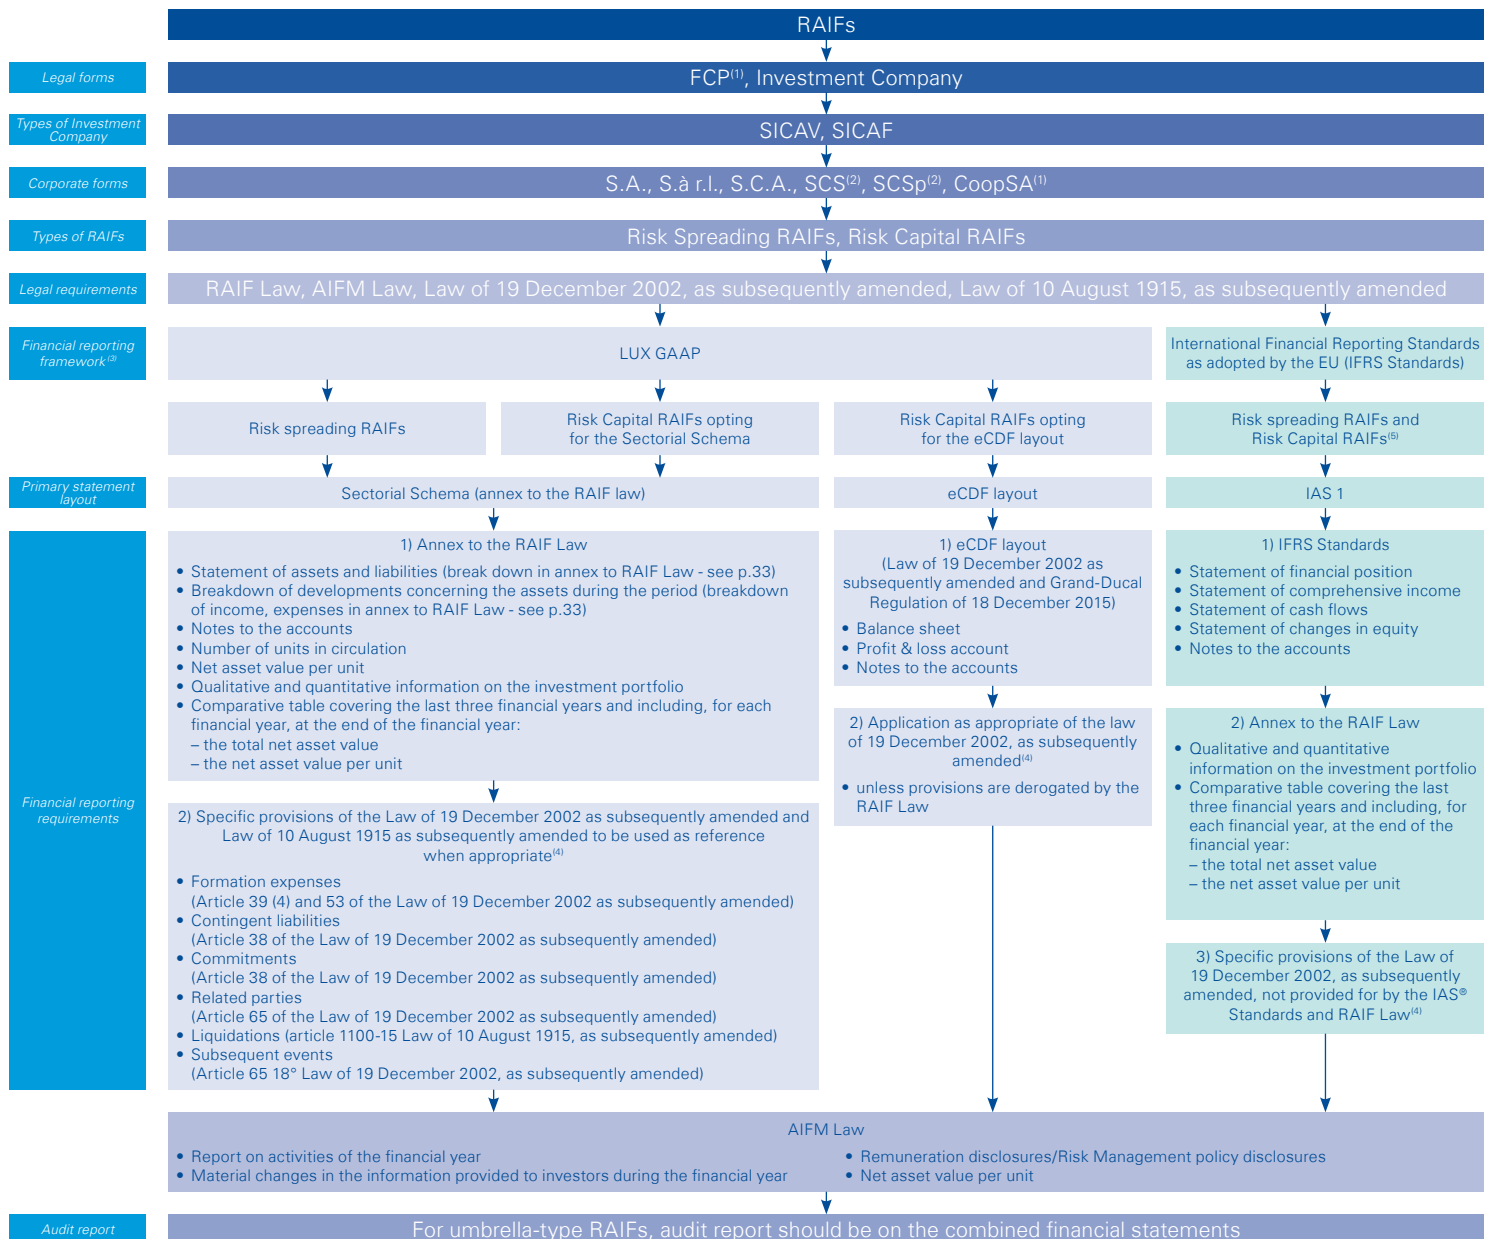 RAIFs
Legal forms
FCP(1), Investment Company
Types of Investment
Company
SICAV, SICAF
Corporate forms
S.A., S.à r.l., S.C.A., SCS(2), SCSp(2), CoopSA(1)
Types of RAIFs
Risk Spreading RAIFs, Risk Capital RAIFs
Legal requirements
RAIF Law, AIFM Law, Law of 19 December 2002, as subsequently amended, Law of 10 August 1915, as subsequently amended
Financial reporting
framework(3)
LUX GAAP
International Financial Reporting Standards
as adopted by the EU (IFRS Standards)
Risk spreading RAIFs
Risk Capital RAIFs opting
for the Sectorial Schema
Risk Capital RAIFs opting
for the eCDF layout
Risk spreading RAIFs and
Risk Capital RAIFs(5)
Primary statement
layout
Sectorial Schema (annex to the RAIF law)
eCDF layout
IAS 1
Financial reporting
requirements
1) Annex to the RAIF Law
• Statement of assets and liabilities (break down in annex to RAIF Law - see p.33)
• Breakdown of developments concerning the assets during the period (breakdown
of income, expenses in annex to RAIF Law - see p.33)
• Notes to the accounts
• Number of units in circulation
• Net asset value per unit
• Qualitative and quantitative information on the investment portfolio
• Comparative table covering the last three financial years and including, for each
financial year, at the end of the financial year:
– the total net asset value
– the net asset value per unit
2) Specific provisions of the Law of 19 December 2002 as subsequently amended and
Law of 10 August 1915 as subsequently amended to be used as reference
when appropriate(4)
• Formation expenses
(Article 39 (4) and 53 of the Law of 19 December 2002 as subsequently amended)
• Contingent liabilities
(Article 38 of the Law of 19 December 2002 as subsequently amended)
• Commitments
(Article 38 of the Law of 19 December 2002 as subsequently amended)
• Related parties
(Article 65 of the Law of 19 December 2002 as subsequently amended)
• Liquidations (article 1100-15 Law of 10 August 1915, as subsequently amended)
• Subsequent events
(Article 65 18° Law of 19 December 2002, as subsequently amended)
1) eCDF layout
(Law of 19 December 2002 as
subsequently amended and Grand-Ducal
Regulation of 18 December 2015)
• Balance sheet
• Profit & loss account
• Notes to the accounts
2) Application as appropriate of the law
of 19 December 2002, as subsequently
amended(4)
• unless provisions are derogated by the
RAIF Law
1) IFRS Standards
• Statement of financial position
• Statement of comprehensive income
• Statement of cash flows
• Statement of changes in equity
• Notes to the accounts
2) Annex to the RAIF Law
• Qualitative and quantitative
information on the investment portfolio
• Comparative table covering the last
three financial years and including, for
each financial year, at the end of the
financial year:
– the total net asset value
– the net asset value per unit
3) Specific provisions of the Law of
19 December 2002, as subsequently
amended, not provided for by the IAS®
Standards and RAIF Law(4)
AIFM Law
• Report on activities of the financial year
• Material changes in the information provided to investors during the financial year
• Remuneration disclosures/Risk Management policy disclosures
• Net asset value per unit
Audit report
For umbrella-type RAIFs, audit report should be on the combined financial statements